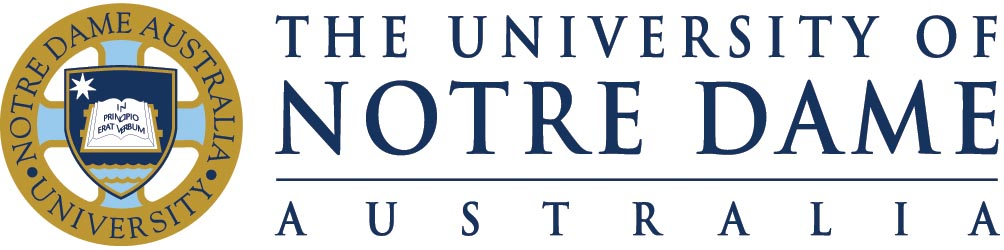 NOTRE DAME AUSTRALIA
• UNIVERSITY •
IN
PRINCIPIO
ERAT VERBUM
THE UNIVERSITY OF
NOTRE DAME
AUSTRALIA